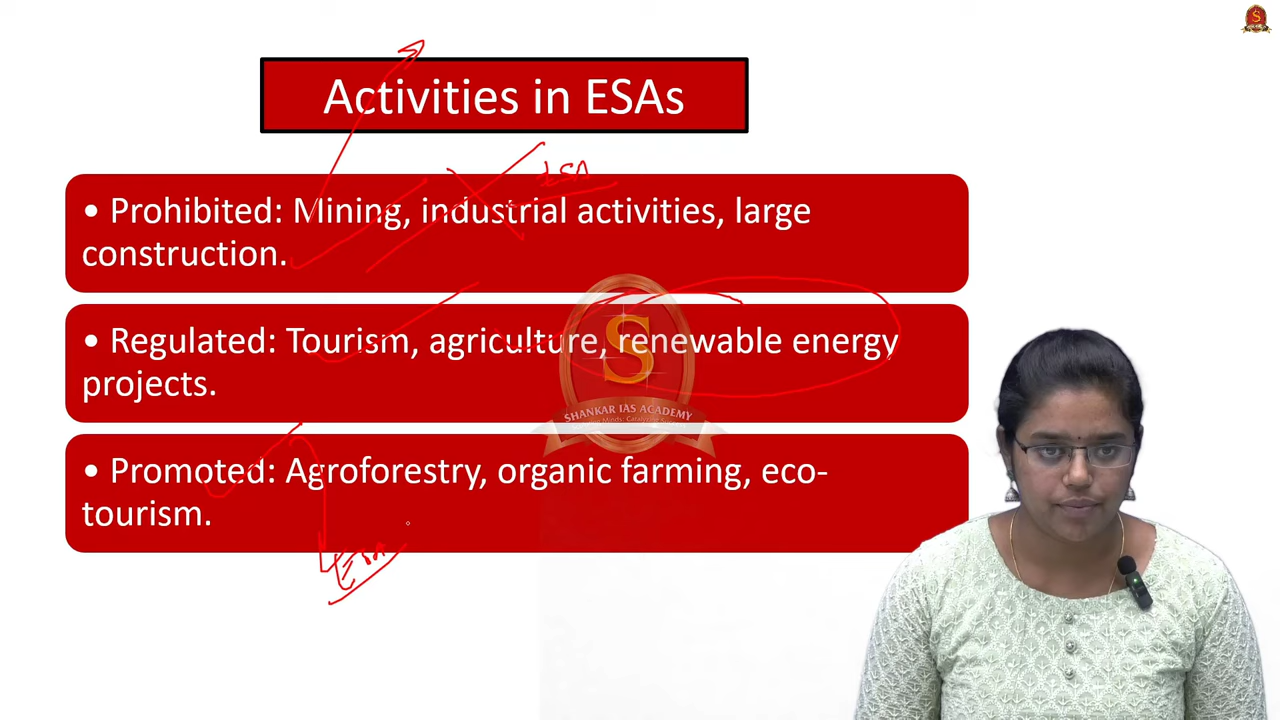 Activities in ESAs
• Prohibited: Mining, industrial activities, large
construction.
• Regulated: Tourism, agriculture, renewable energy
projects.
• Promoted: Agroforestry, organic farming, eco-
tourism.
S
SHANKAR IAS ACADEMY